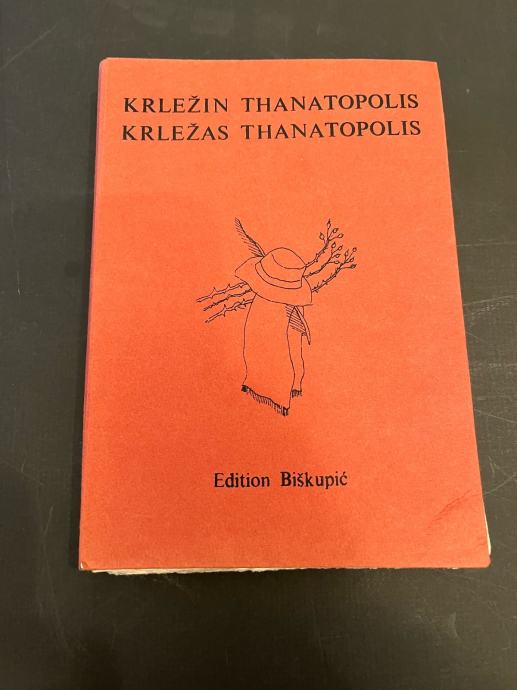 KRLEŽIN THANATOPOLIS
KRLEŽAS THANATOPOLIS
Edition Biškupić